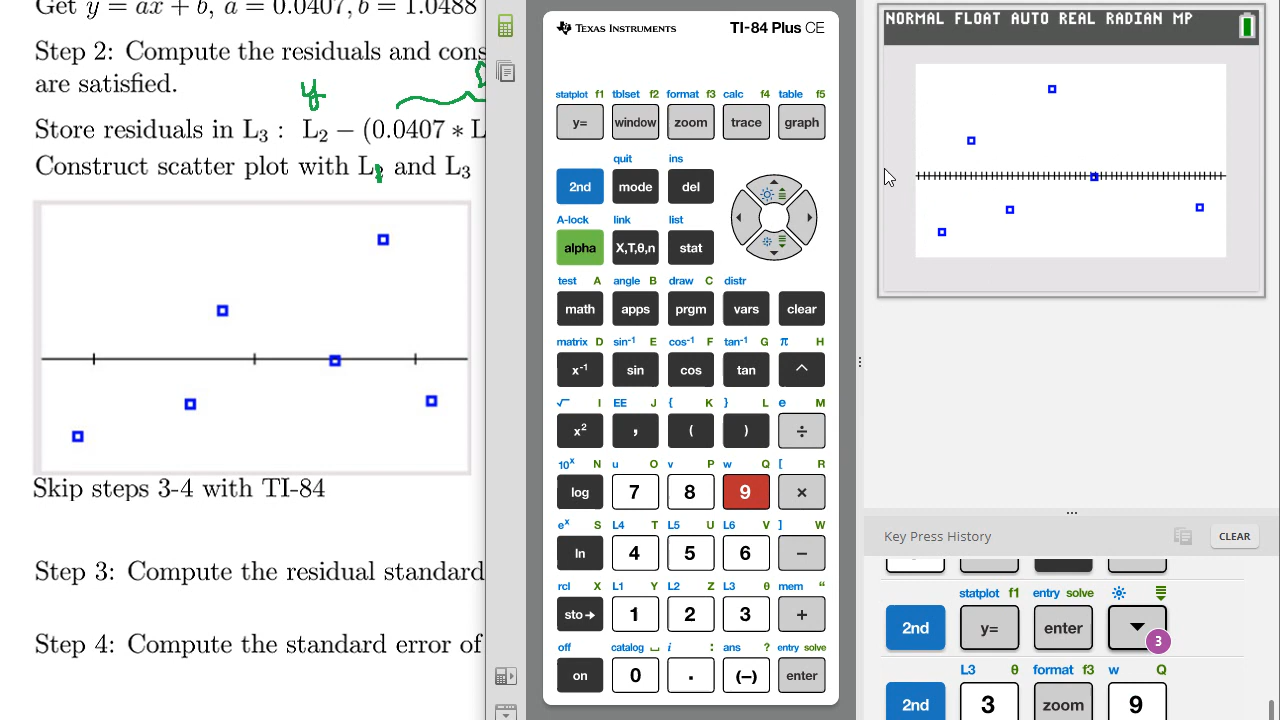 Get y = ax + b, a = 0.0407, b = 1.0488
Step 2: Compute the residuals and cons
are satisfied.
y
Store residuals in L₃ : L₂ − (0.0407 ∗ L
Construct scatter plot with L₁ and L₃
Skip steps 3-4 with TI-84
Step 3: Compute the residual standard
Step 4: Compute the standard error of
TEXAS INSTRUMENTS TI-84 Plus CE
statplot f1 tblset f2 format f3 calc f4 table f5
y= window zoom trace graph
quit ins
2nd mode del
A-lock link list
alpha X,T,θ,n stat
test A angle B draw C distr
math apps prgm vars clear
matrix D sin⁻¹ E cos⁻¹ F tan⁻¹ G π H
x⁻¹ sin cos tan ^
√ I EE J { K } L e M
x² , ( ) ÷
10ˣ N u O v P w Q [ R
log 7 8 9 ×
eˣ S L4 T L5 U L6 V ] W
ln 4 5 6 −
rcl X L1 Y L2 Z L3 θ mem “
sto→ 1 2 3 +
off catalog ⎵ i : ans ? entry solve
on 0 . (−) enter
NORMAL FLOAT AUTO REAL RADIAN MP
Key Press History CLEAR
statplot f1 entry solve
2nd y= enter 3
L3 θ format f3 w Q
2nd 3 zoom 9